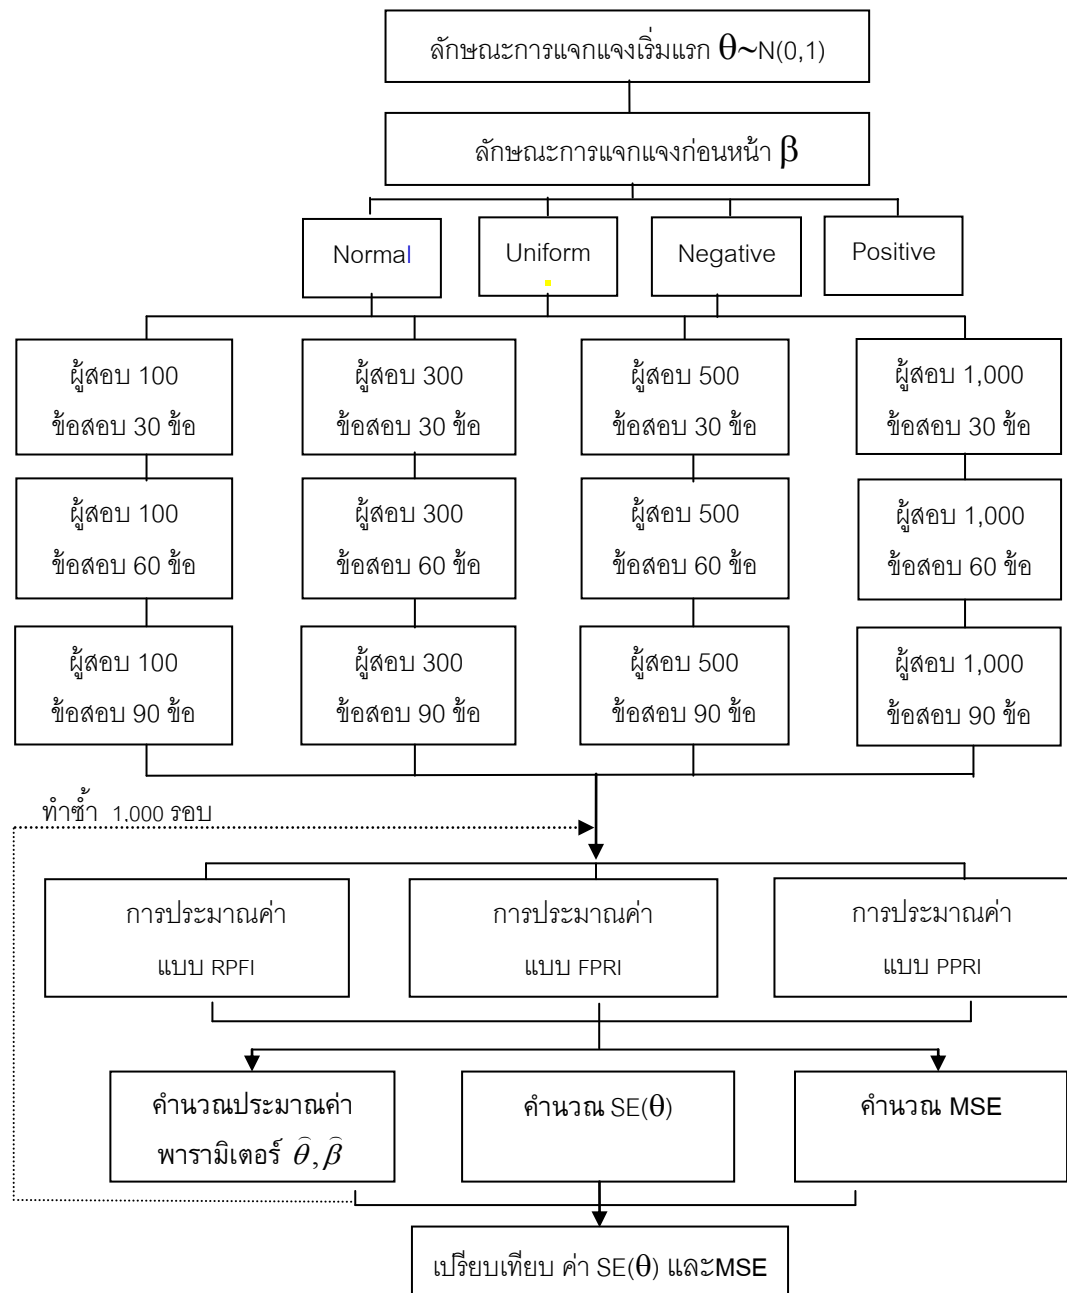 ลักษณะการแจกแจงเริ่มแรก θ~N(0,1)
ลักษณะการแจกแจงก่อนหน้า β
Normal
Uniform
Negative
Positive
ผู้สอบ 100
ข้อสอบ 30 ข้อ
ผู้สอบ 300
ข้อสอบ 30 ข้อ
ผู้สอบ 500
ข้อสอบ 30 ข้อ
ผู้สอบ 1,000
ข้อสอบ 30 ข้อ
ผู้สอบ 100
ข้อสอบ 60 ข้อ
ผู้สอบ 300
ข้อสอบ 60 ข้อ
ผู้สอบ 500
ข้อสอบ 60 ข้อ
ผู้สอบ 1,000
ข้อสอบ 60 ข้อ
ผู้สอบ 100
ข้อสอบ 90 ข้อ
ผู้สอบ 300
ข้อสอบ 90 ข้อ
ผู้สอบ 500
ข้อสอบ 90 ข้อ
ผู้สอบ 1,000
ข้อสอบ 90 ข้อ
ทำซ้ำ 1,000 รอบ
การประมาณค่า
แบบ RPFI
การประมาณค่า
แบบ FPRI
การประมาณค่า
แบบ PPRI
คำนวณประมาณค่า
พารามิเตอร์ θ̂, β̂
คำนวณ SE(θ)
คำนวณ MSE
เปรียบเทียบ ค่า SE(θ) และMSE